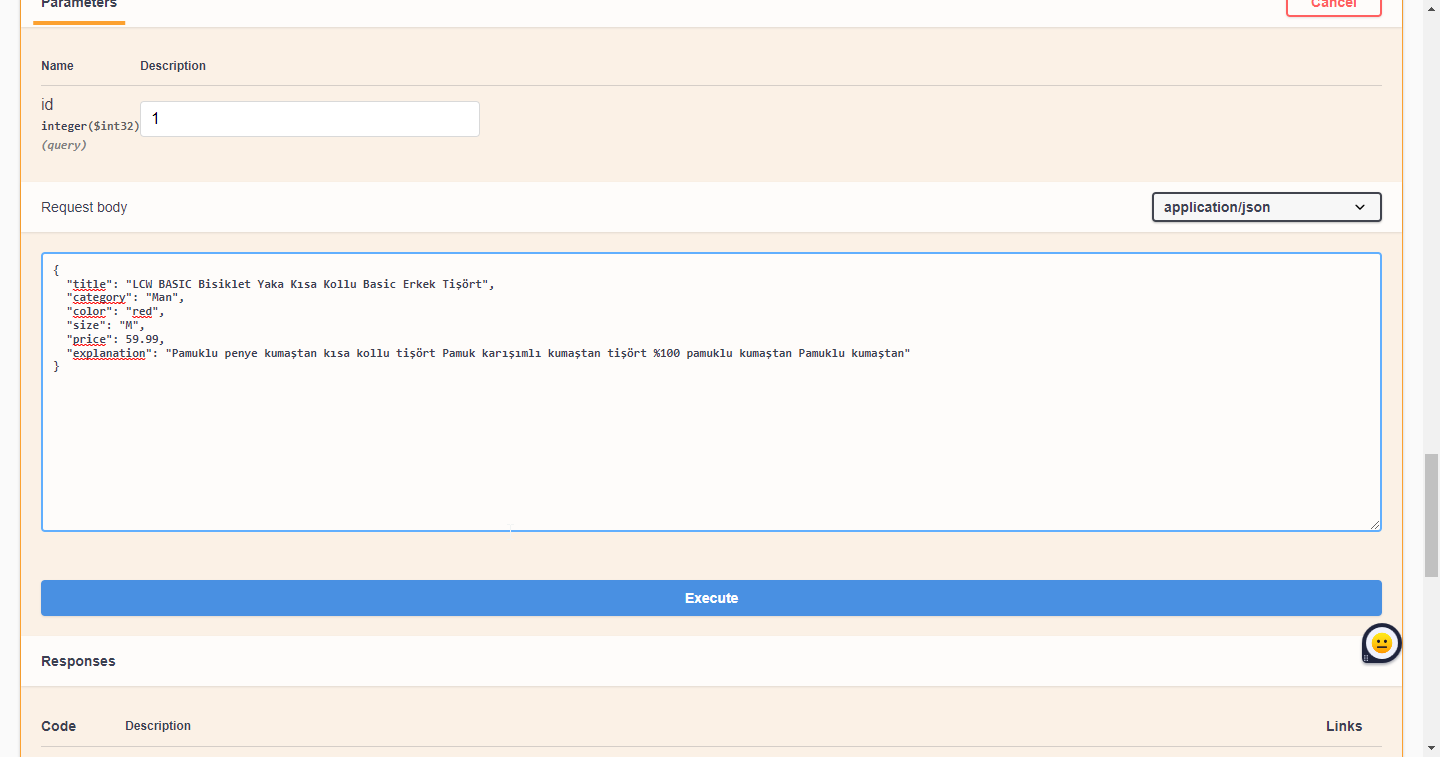 Parameters
Cancel
Name Description
id
integer($int32)
(query)
1
Request body
application/json
{
"title": "LCW BASIC Bisiklet Yaka Kısa Kollu Basic Erkek Tişört",
"category": "Man",
"color": "red",
"size": "M",
"price": 59.99,
"explanation": "Pamuklu penye kumaştan kısa kollu tişört Pamuk karışımlı kumaştan tişört %100 pamuklu kumaştan Pamuklu kumaştan"
}
Execute
Responses
Code Description Links